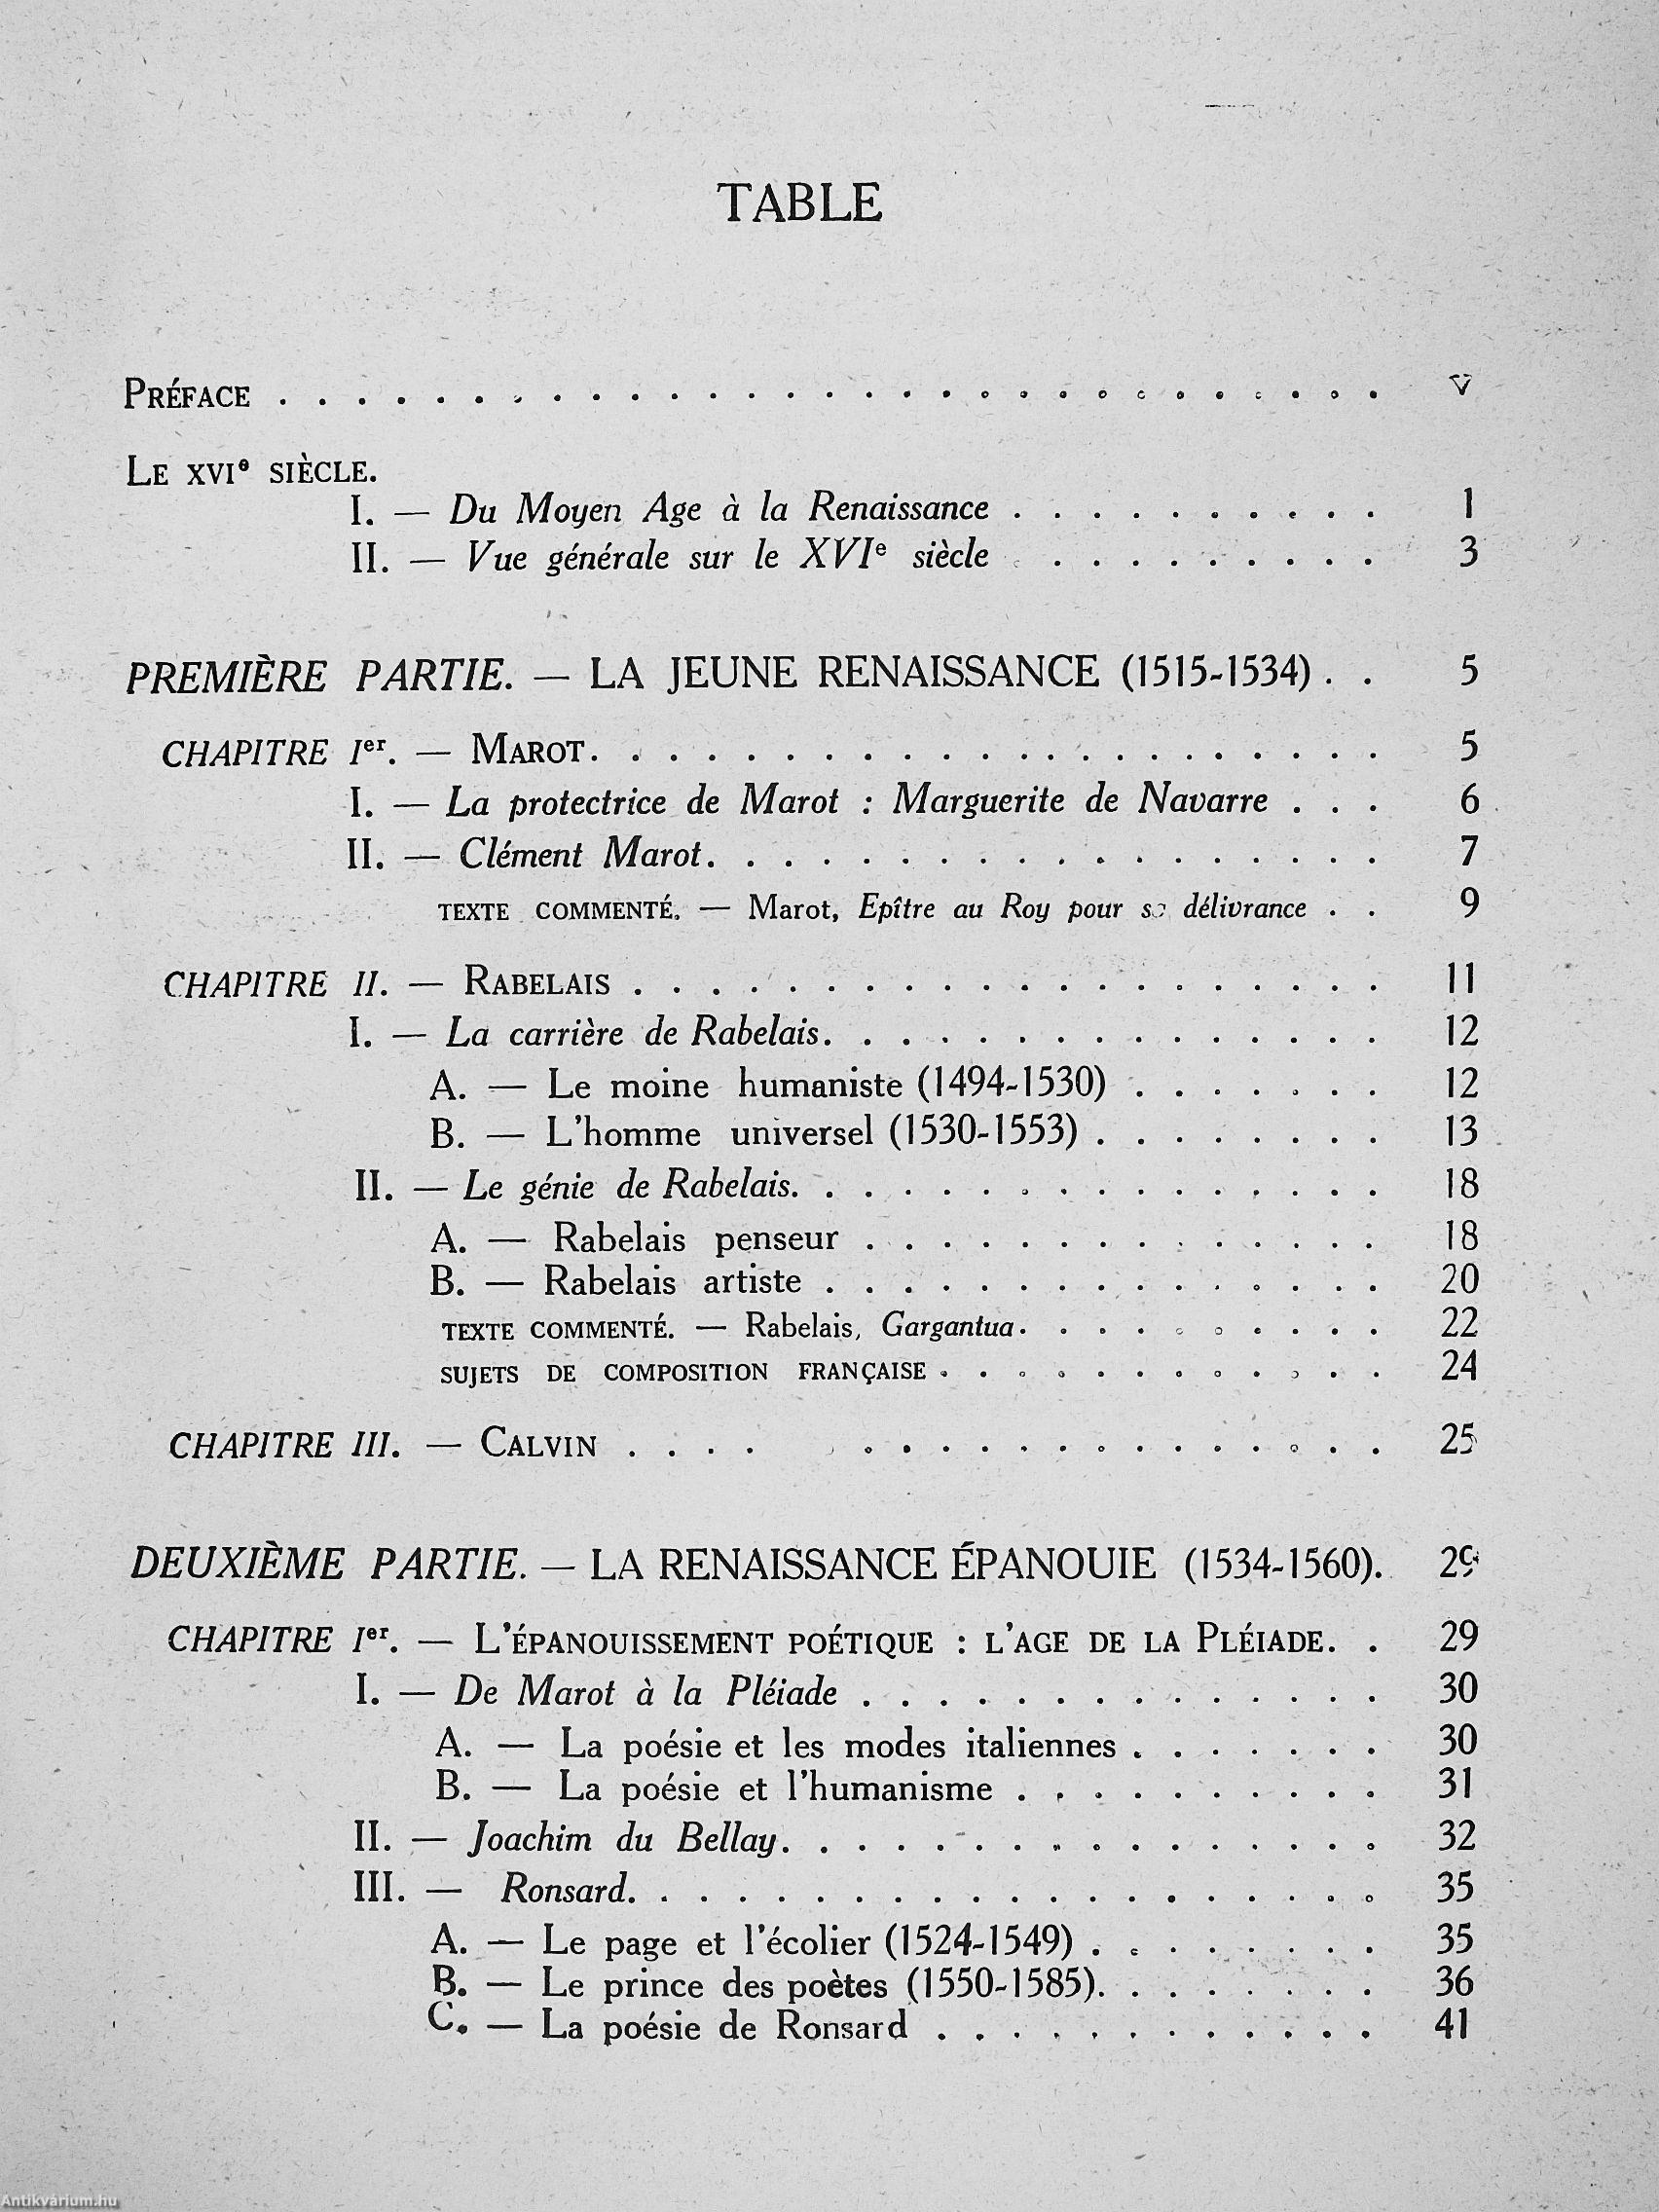 TABLE
PRÉFACE . . . . . . . . . . . . . . . . . . . . . . . . . . . . . V
LE XVIe SIÈCLE.
I. — Du Moyen Age à la Renaissance . . . . . . . . . . 1
II. — Vue générale sur le XVIe siècle . . . . . . . . . . 3
PREMIÈRE PARTIE. — LA JEUNE RENAISSANCE (1515-1534) . . 5
CHAPITRE Ier. — MAROT. . . . . . . . . . . . . . . . . . . . . 5
I. — La protectrice de Marot : Marguerite de Navarre . . . 6
II. — Clément Marot. . . . . . . . . . . . . . . . . . 7
TEXTE COMMENTÉ. — Marot, Epître au Roy pour sa délivrance . . 9
CHAPITRE II. — RABELAIS . . . . . . . . . . . . . . . . . . . . 11
I. — La carrière de Rabelais. . . . . . . . . . . . . . . 12
A. — Le moine humaniste (1494-1530) . . . . . . . 12
B. — L'homme universel (1530-1553) . . . . . . . . 13
II. — Le génie de Rabelais. . . . . . . . . . . . . . . . 18
A. — Rabelais penseur . . . . . . . . . . . . . . 18
B. — Rabelais artiste . . . . . . . . . . . . . . . 20
TEXTE COMMENTÉ. — Rabelais, Gargantua. . . . . . . . . . 22
SUJETS DE COMPOSITION FRANÇAISE . . . . . . . . . . . . 24
CHAPITRE III. — CALVIN . . . . . . . . . . . . . . . . . . . 25
DEUXIÈME PARTIE. — LA RENAISSANCE ÉPANOUIE (1534-1560). 29
CHAPITRE Ier. — L'ÉPANOUISSEMENT POÉTIQUE : L'AGE DE LA PLÉIADE. . 29
I. — De Marot à la Pléiade . . . . . . . . . . . . . . 30
A. — La poésie et les modes italiennes . . . . . . . 30
B. — La poésie et l'humanisme . . . . . . . . . . 31
II. — Joachim du Bellay. . . . . . . . . . . . . . . . 32
III. — Ronsard. . . . . . . . . . . . . . . . . . . . 35
A. — Le page et l'écolier (1524-1549) . . . . . . . . 35
B. — Le prince des poètes (1550-1585). . . . . . . . 36
C. — La poésie de Ronsard . . . . . . . . . . . . 41
Antikvárium.hu